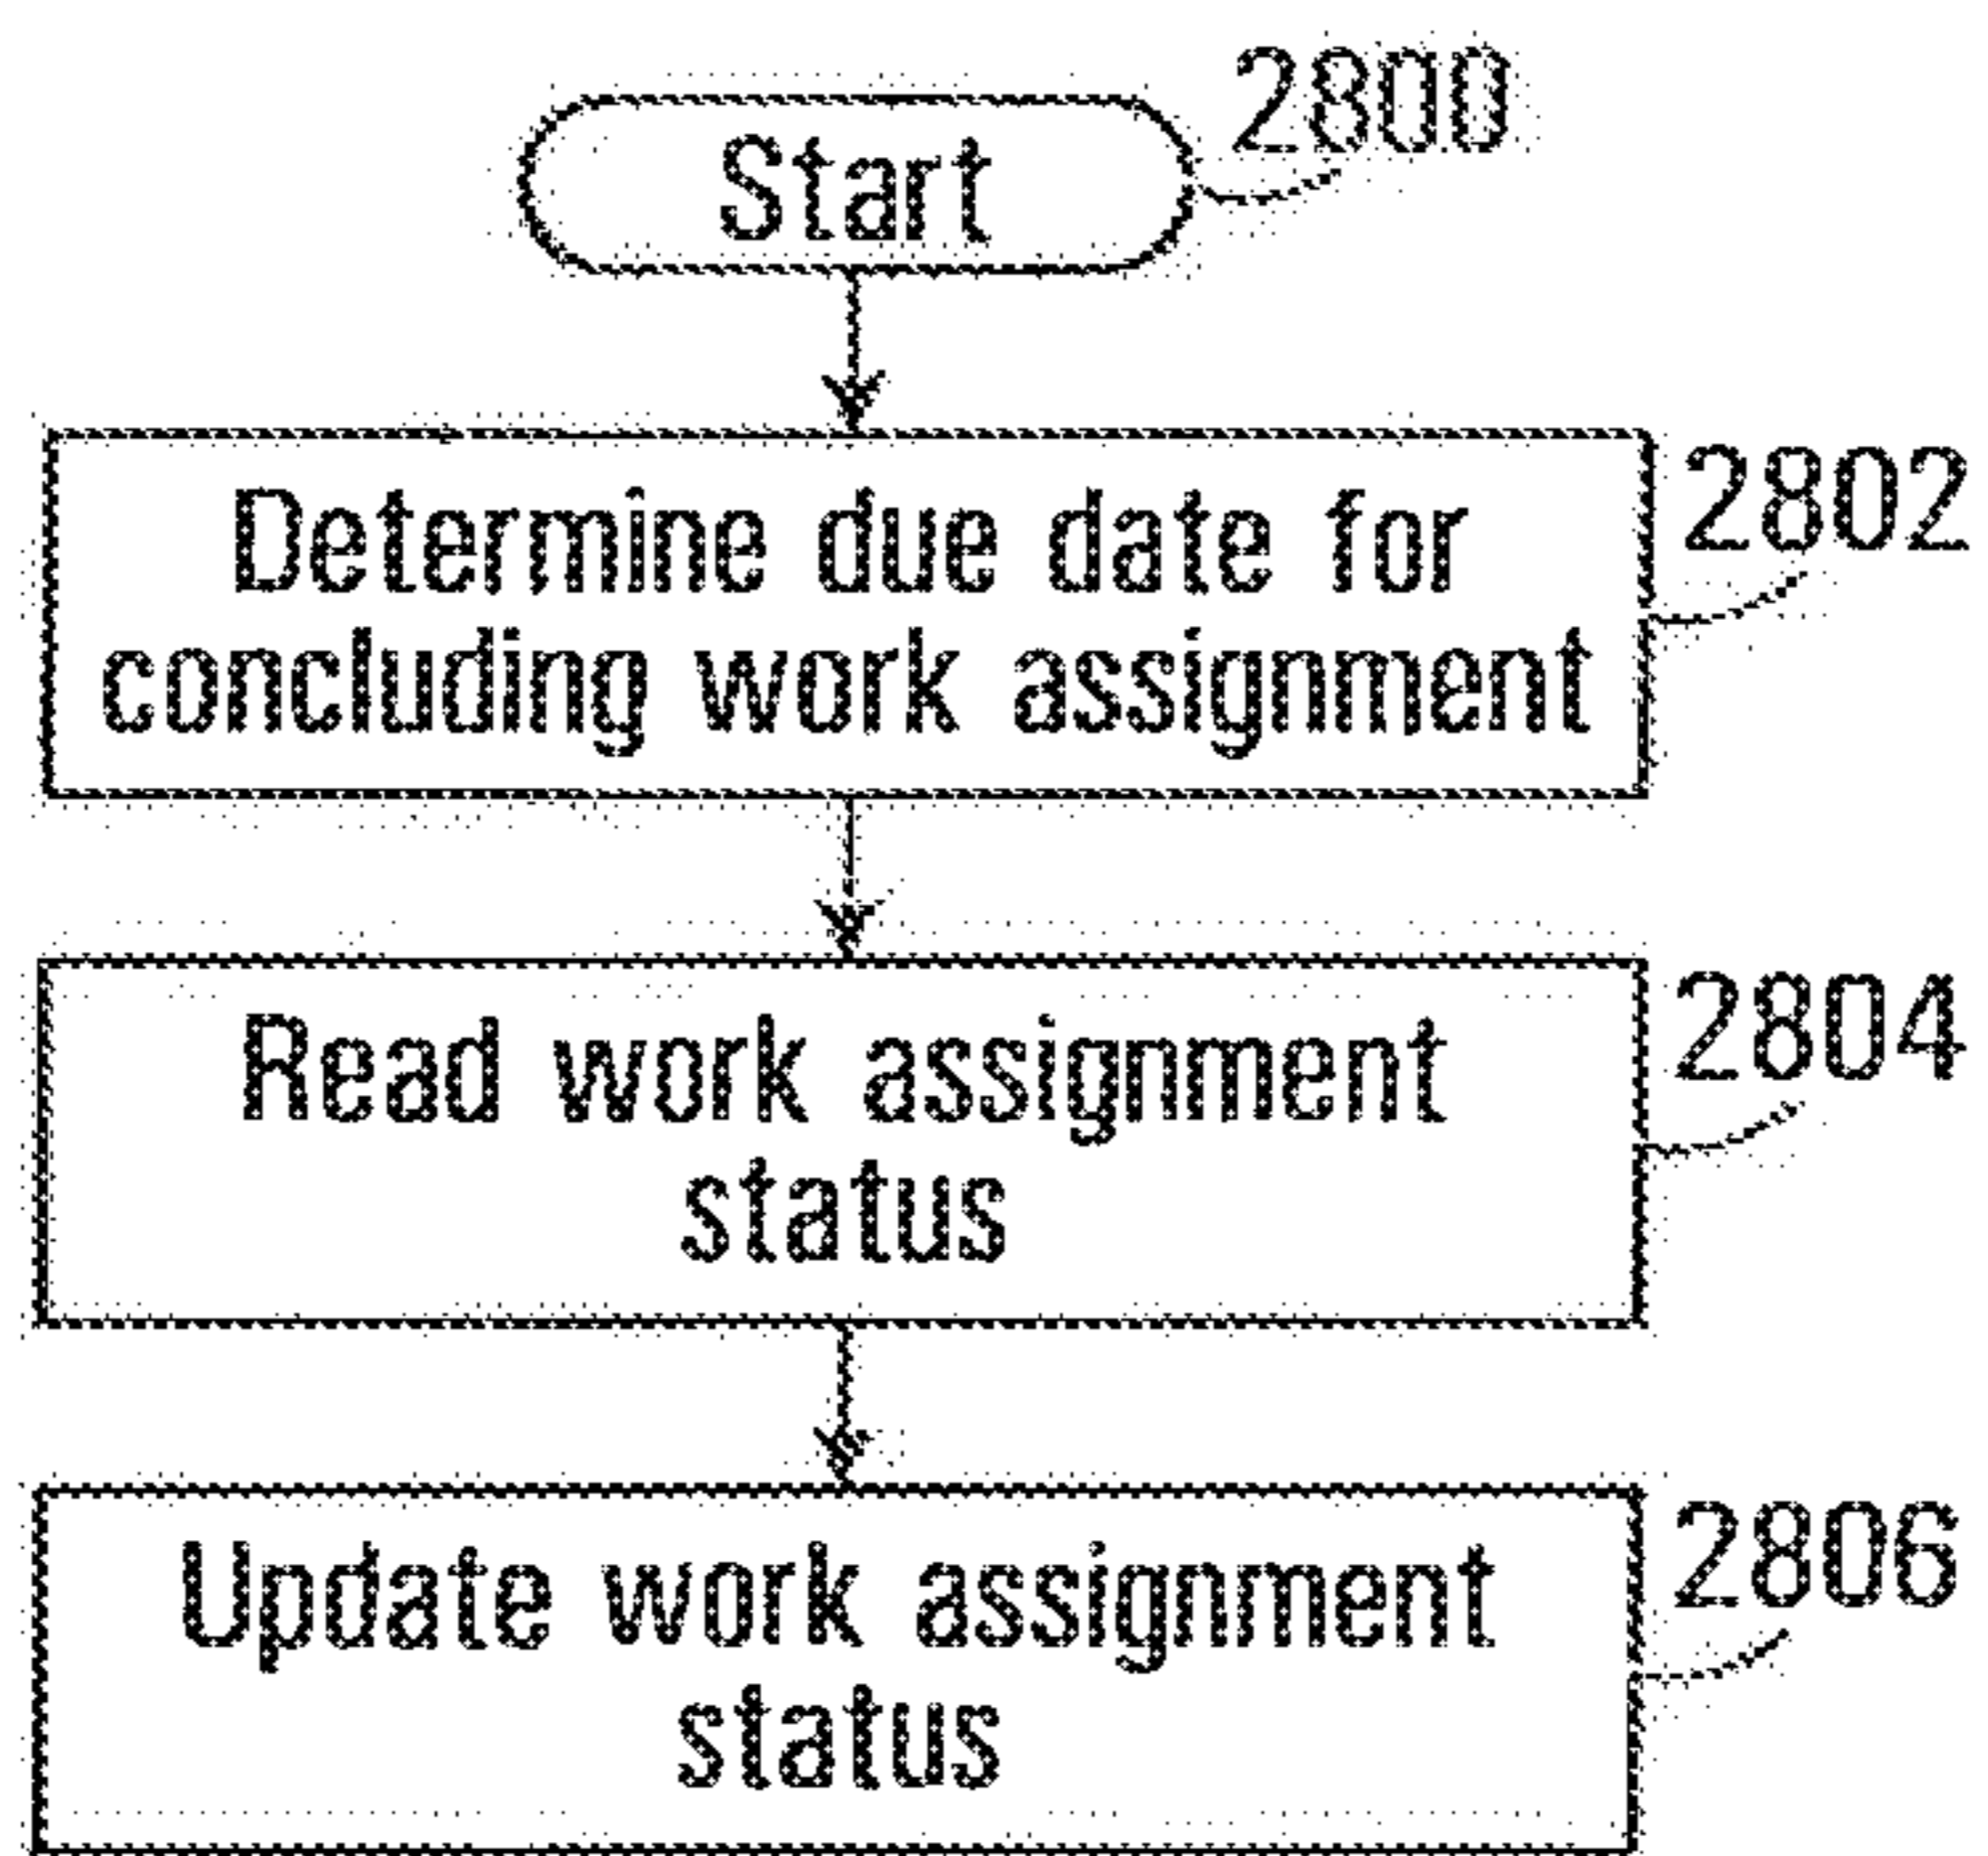 Start
2800
Determine due date for
concluding work assignment
2802
Read work assignment
status
2804
Update work assignment
status
2806